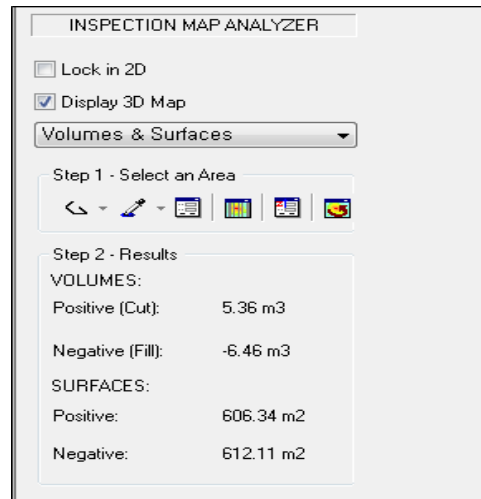 INSPECTION MAP ANALYZER
Lock in 2D
Display 3D Map
Volumes & Surfaces
Step 1 - Select an Area
Step 2 - Results
VOLUMES:
Positive (Cut): 5.36 m3
Negative (Fill): -6.46 m3
SURFACES:
Positive: 606.34 m2
Negative: 612.11 m2